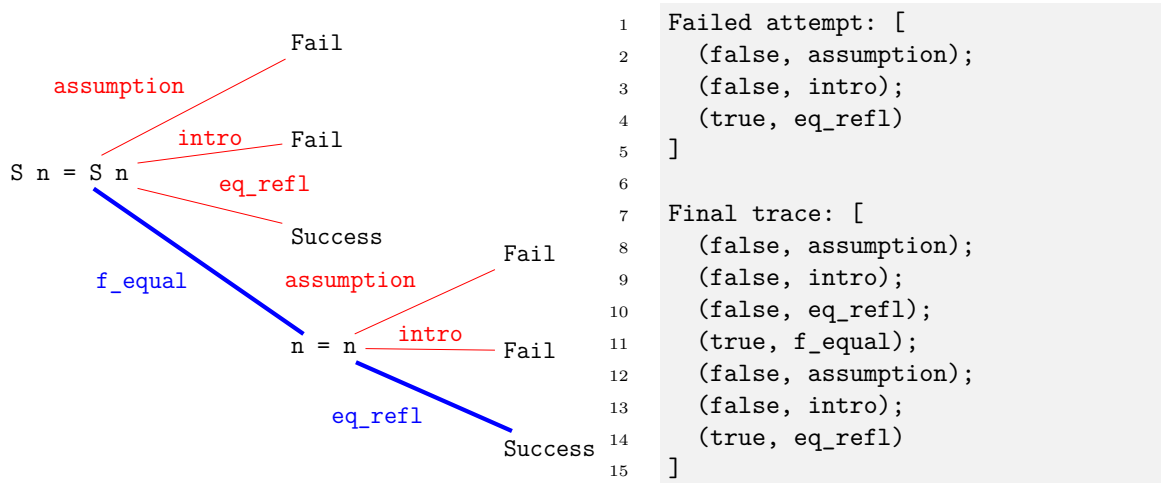 Fail
assumption
intro
Fail
S n = S n
eq_refl
Success
Fail
f_equal
assumption
intro
n = n
Fail
eq_refl
Success
1 Failed attempt: [
2 (false, assumption);
3 (false, intro);
4 (true, eq_refl)
5 ]
6
7 Final trace: [
8 (false, assumption);
9 (false, intro);
10 (false, eq_refl);
11 (true, f_equal);
12 (false, assumption);
13 (false, intro);
14 (true, eq_refl)
15 ]